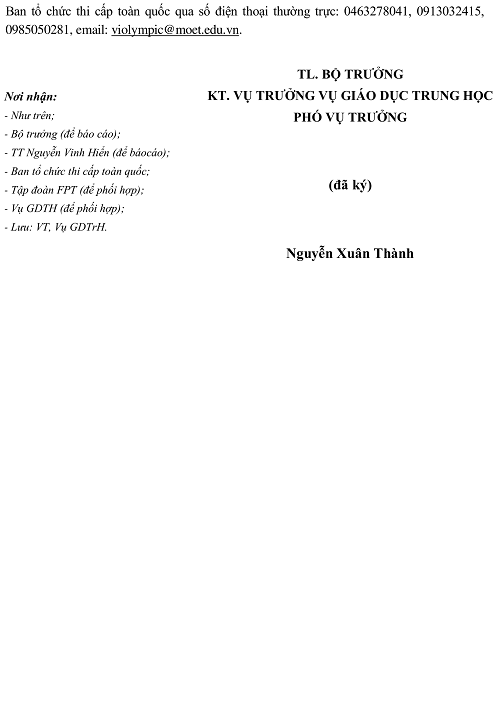 Ban tổ chức thi cấp toàn quốc qua số điện thoại thường trực: 0463278041, 0913032415,
0985050281, email: violympic@moet.edu.vn.
Nơi nhận:
- Như trên;
- Bộ trưởng (để báo cáo);
- TT Nguyễn Vinh Hiển (để báocáo);
- Ban tổ chức thi cấp toàn quốc;
- Tập đoàn FPT (để phối hợp);
- Vụ GDTH (để phối hợp);
- Lưu: VT, Vụ GDTrH.
TL. BỘ TRƯỞNG
KT. VỤ TRƯỞNG VỤ GIÁO DỤC TRUNG HỌC
PHÓ VỤ TRƯỞNG
(đã ký)
Nguyễn Xuân Thành